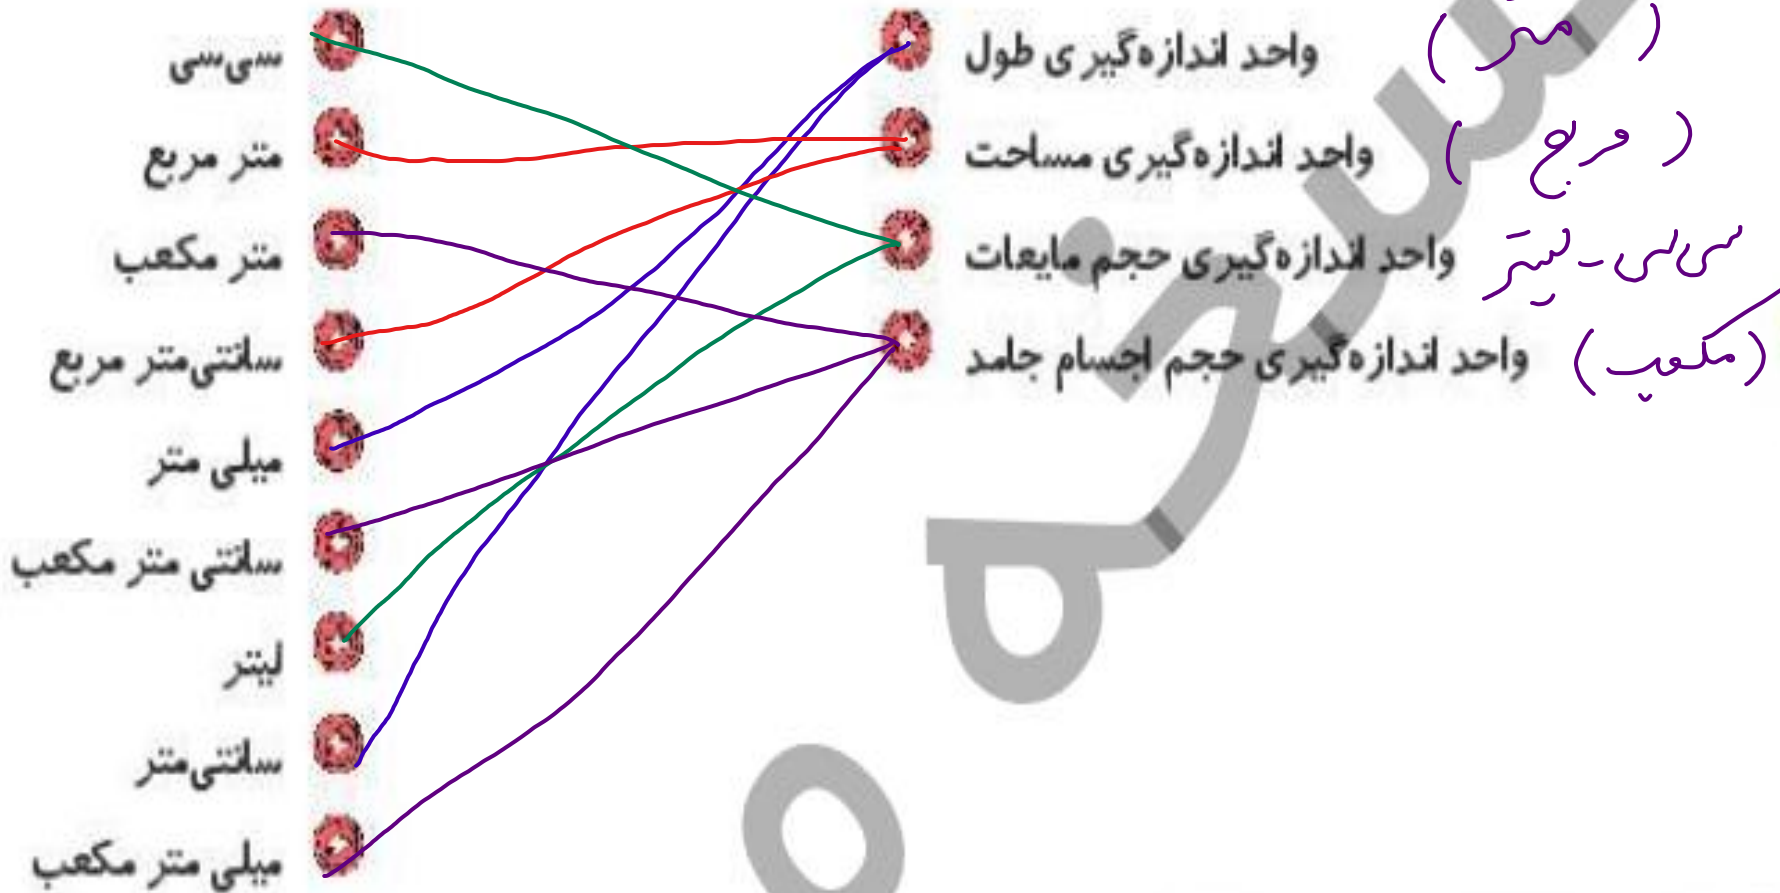 واحد اندازه‌گیری طول (متر)
واحد اندازه‌گیری مساحت ( )
واحد اندازه‌گیری حجم مایعات سی‌سی - لیتر
واحد اندازه‌گیری حجم اجسام جامد (مکعب)
سی‌سی
متر مربع
متر مکعب
سانتی‌متر مربع
میلی متر
سانتی متر مکعب
لیتر
سانتی‌متر
میلی متر مکعب